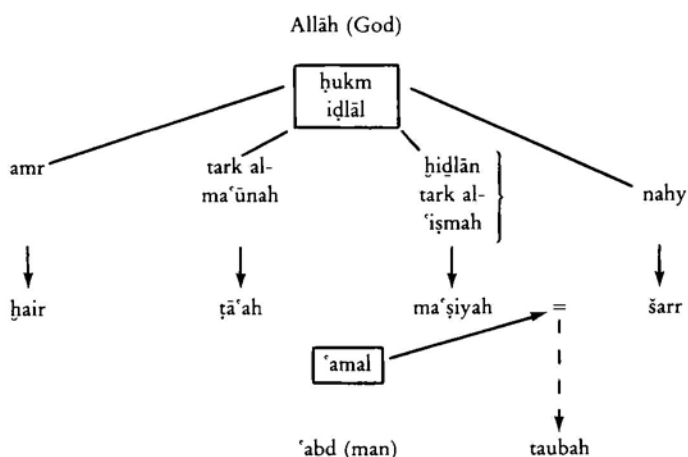 Allāh (God)
ḥukm
iḍlāl
amr
tark al-
maʿūnah
ḫiḏlān
tark al-
ʿiṣmah
nahy
ḫair
ṭāʿah
maʿṣiyah
=
šarr
ʿamal
ʿabd (man)
taubah